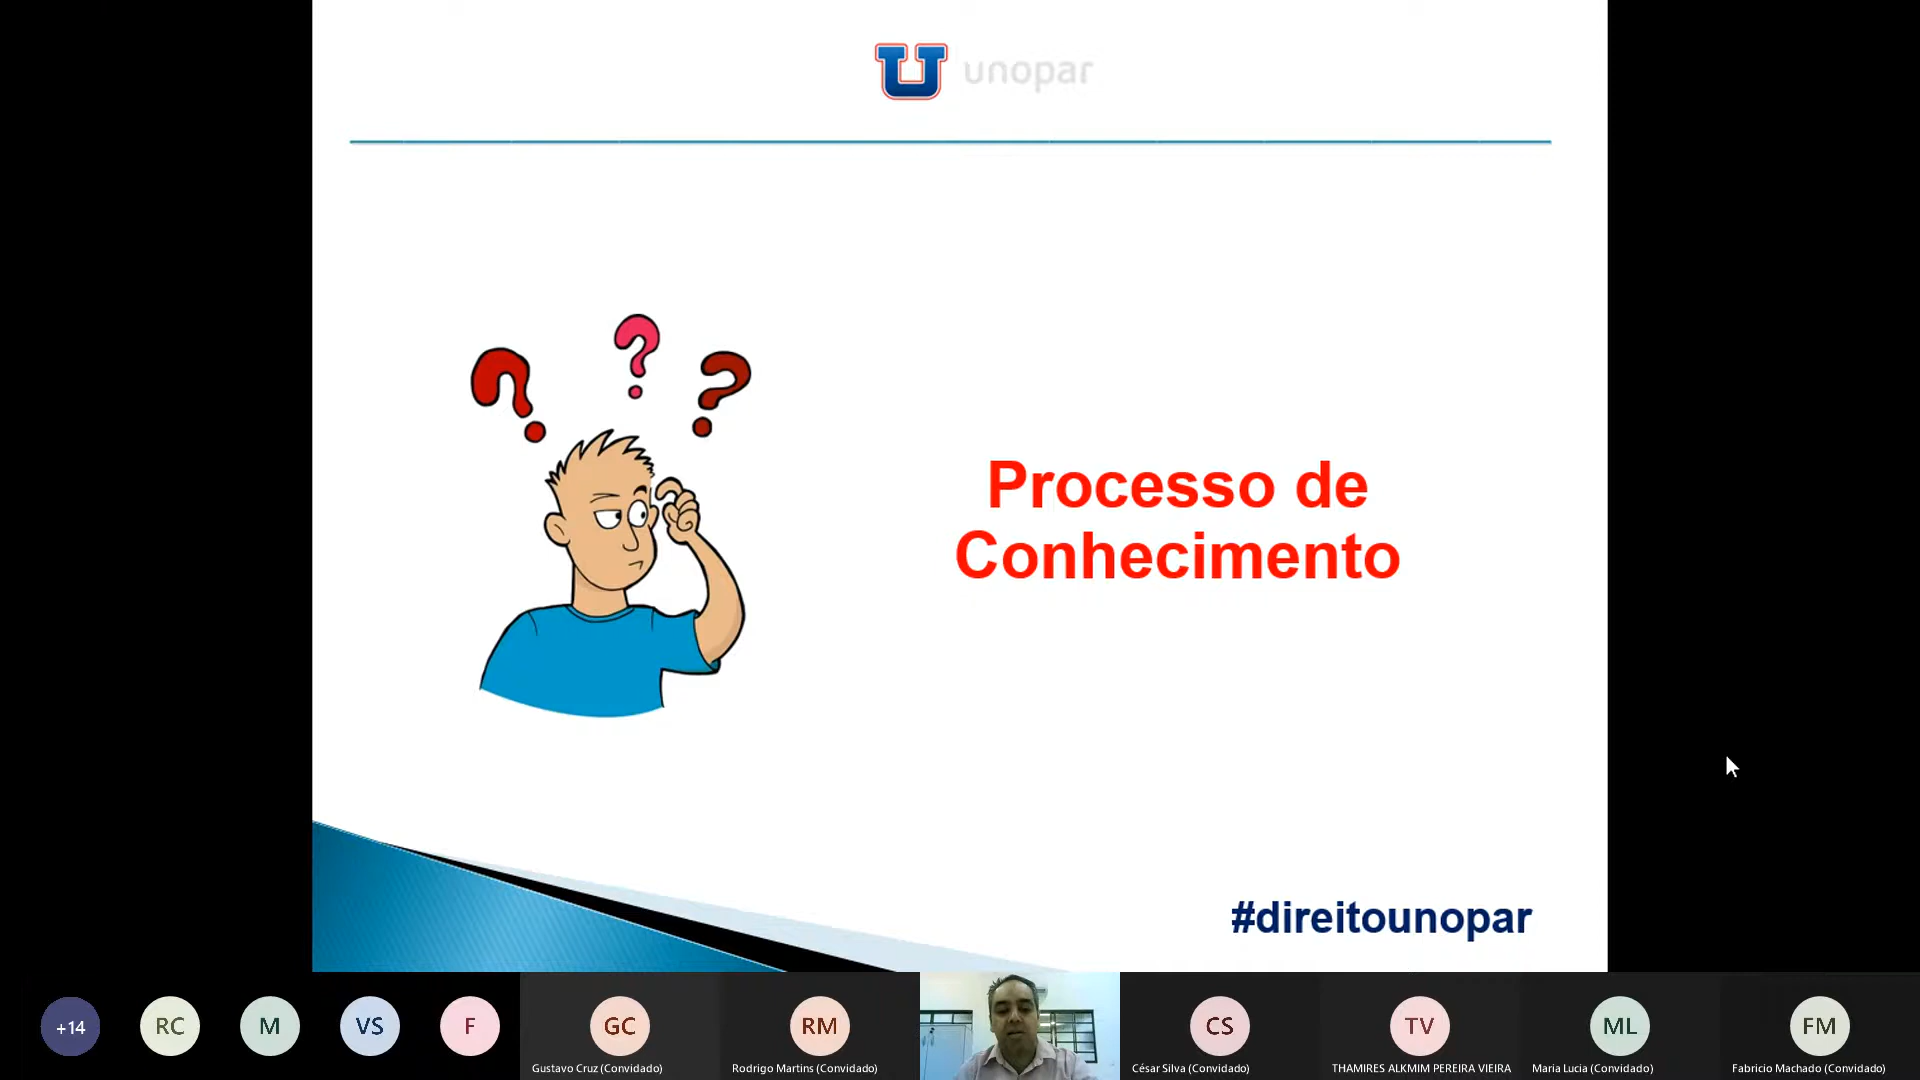 unopar
Processo de
Conhecimento
#direitounopar
+14
RC
M
VS
F
GC
RM
CS
TV
ML
FM
Gustavo Cruz (Convidado)
Rodrigo Martins (Convidado)
César Silva (Convidado)
THAMIRES ALKMIM PEREIRA VIEIRA
Maria Lucia (Convidado)
Fabricio Machado (Convidado)